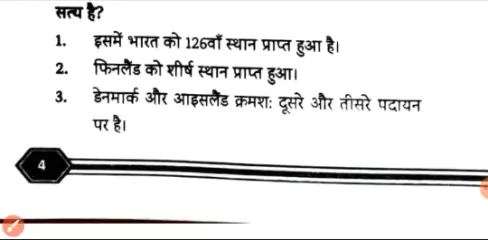 सत्य है?
1. इसमें भारत को 126वाँ स्थान प्राप्त हुआ है।
2. फिनलैंड को शीर्ष स्थान प्राप्त हुआ।
3. डेनमार्क और आइसलैंड क्रमश: दूसरे और तीसरे पदायन
पर है।
4